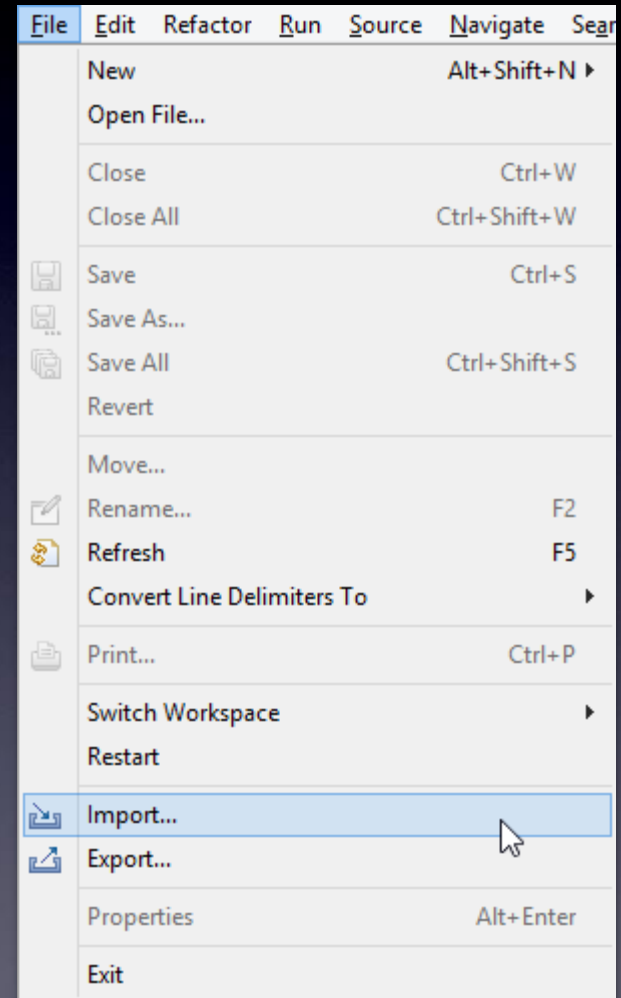 File Edit Refactor Run Source Navigate
New Alt+Shift+N
Open File...
Close Ctrl+W
Close All Ctrl+Shift+W
Save Ctrl+S
Save As...
Save All Ctrl+Shift+S
Revert
Move...
Rename... F2
Refresh F5
Convert Line Delimiters To
Print... Ctrl+P
Switch Workspace
Restart
Import...
Export...
Properties Alt+Enter
Exit